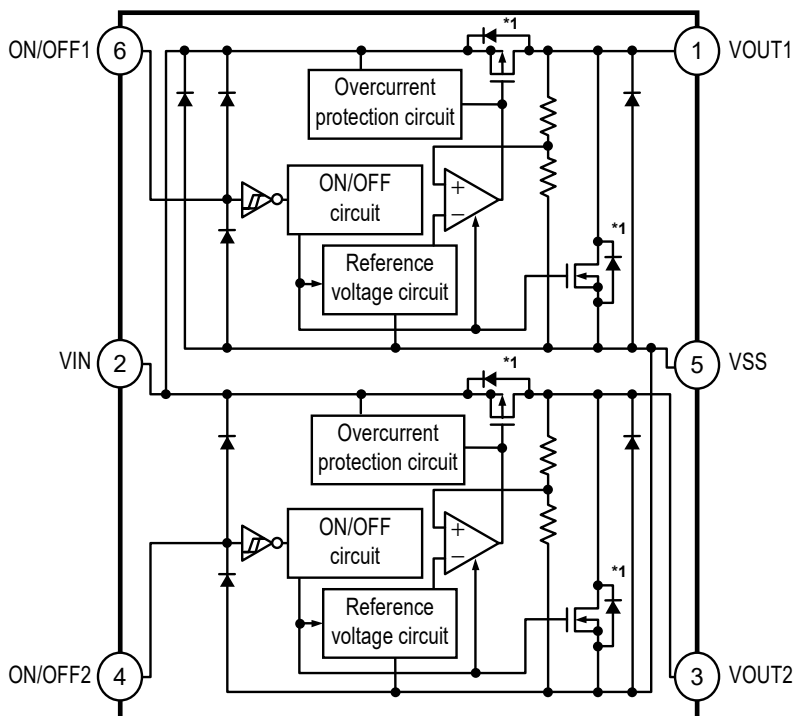 *1
ON/OFF1
6
1
VOUT1
Overcurrent
protection circuit
ON/OFF
circuit
+
−
*1
Reference
voltage circuit
VIN
2
*1
5
VSS
Overcurrent
protection circuit
ON/OFF
circuit
+
−
*1
Reference
voltage circuit
ON/OFF2
4
3
VOUT2